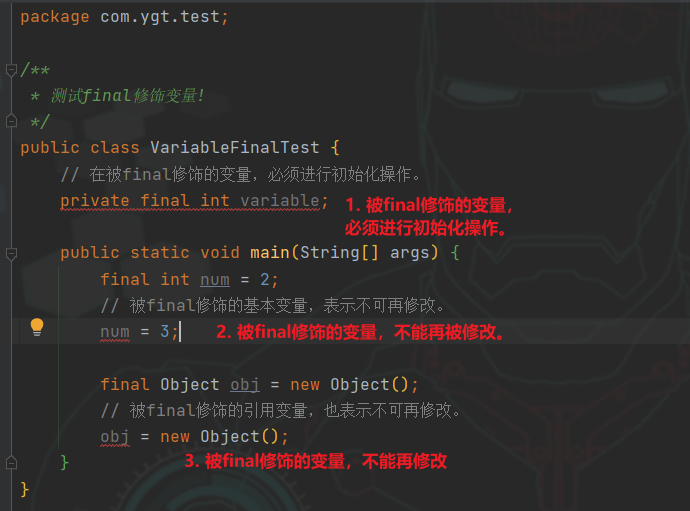 package com.ygt.test;
/**
 * 测试final修饰变量!
 */
public class VariableFinalTest {
// 在被final修饰的变量，必须进行初始化操作。
private final int variable;
1. 被final修饰的变量，
必须进行初始化操作。
public static void main(String[] args) {
final int num = 2;
// 被final修饰的基本变量，表示不可再修改。
num = 3; 2. 被final修饰的变量，不能再被修改。
final Object obj = new Object();
// 被final修饰的引用变量，也表示不可再修改。
obj = new Object();
3. 被final修饰的变量，不能再修改
}
}